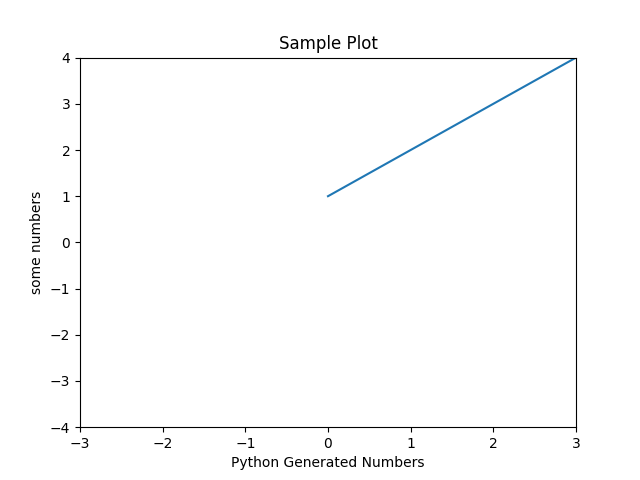 Sample Plot
4
3
2
1
0
−1
−2
−3
−4
some numbers
−3 −2 −1 0 1 2 3
Python Generated Numbers